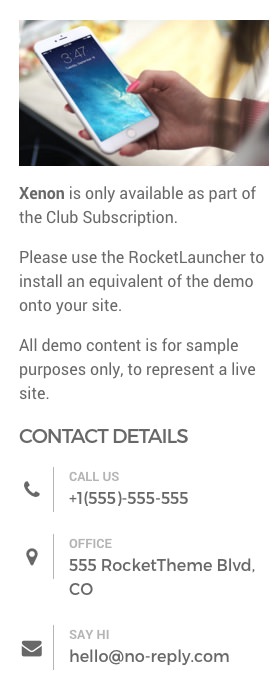 3:47
Xenon is only available as part of
the Club Subscription.
Please use the RocketLauncher to
install an equivalent of the demo
onto your site.
All demo content is for sample
purposes only, to represent a live
site.
CONTACT DETAILS
CALL US
+1(555)-555-555
OFFICE
555 RocketTheme Blvd,
CO
SAY HI
hello@no-reply.com